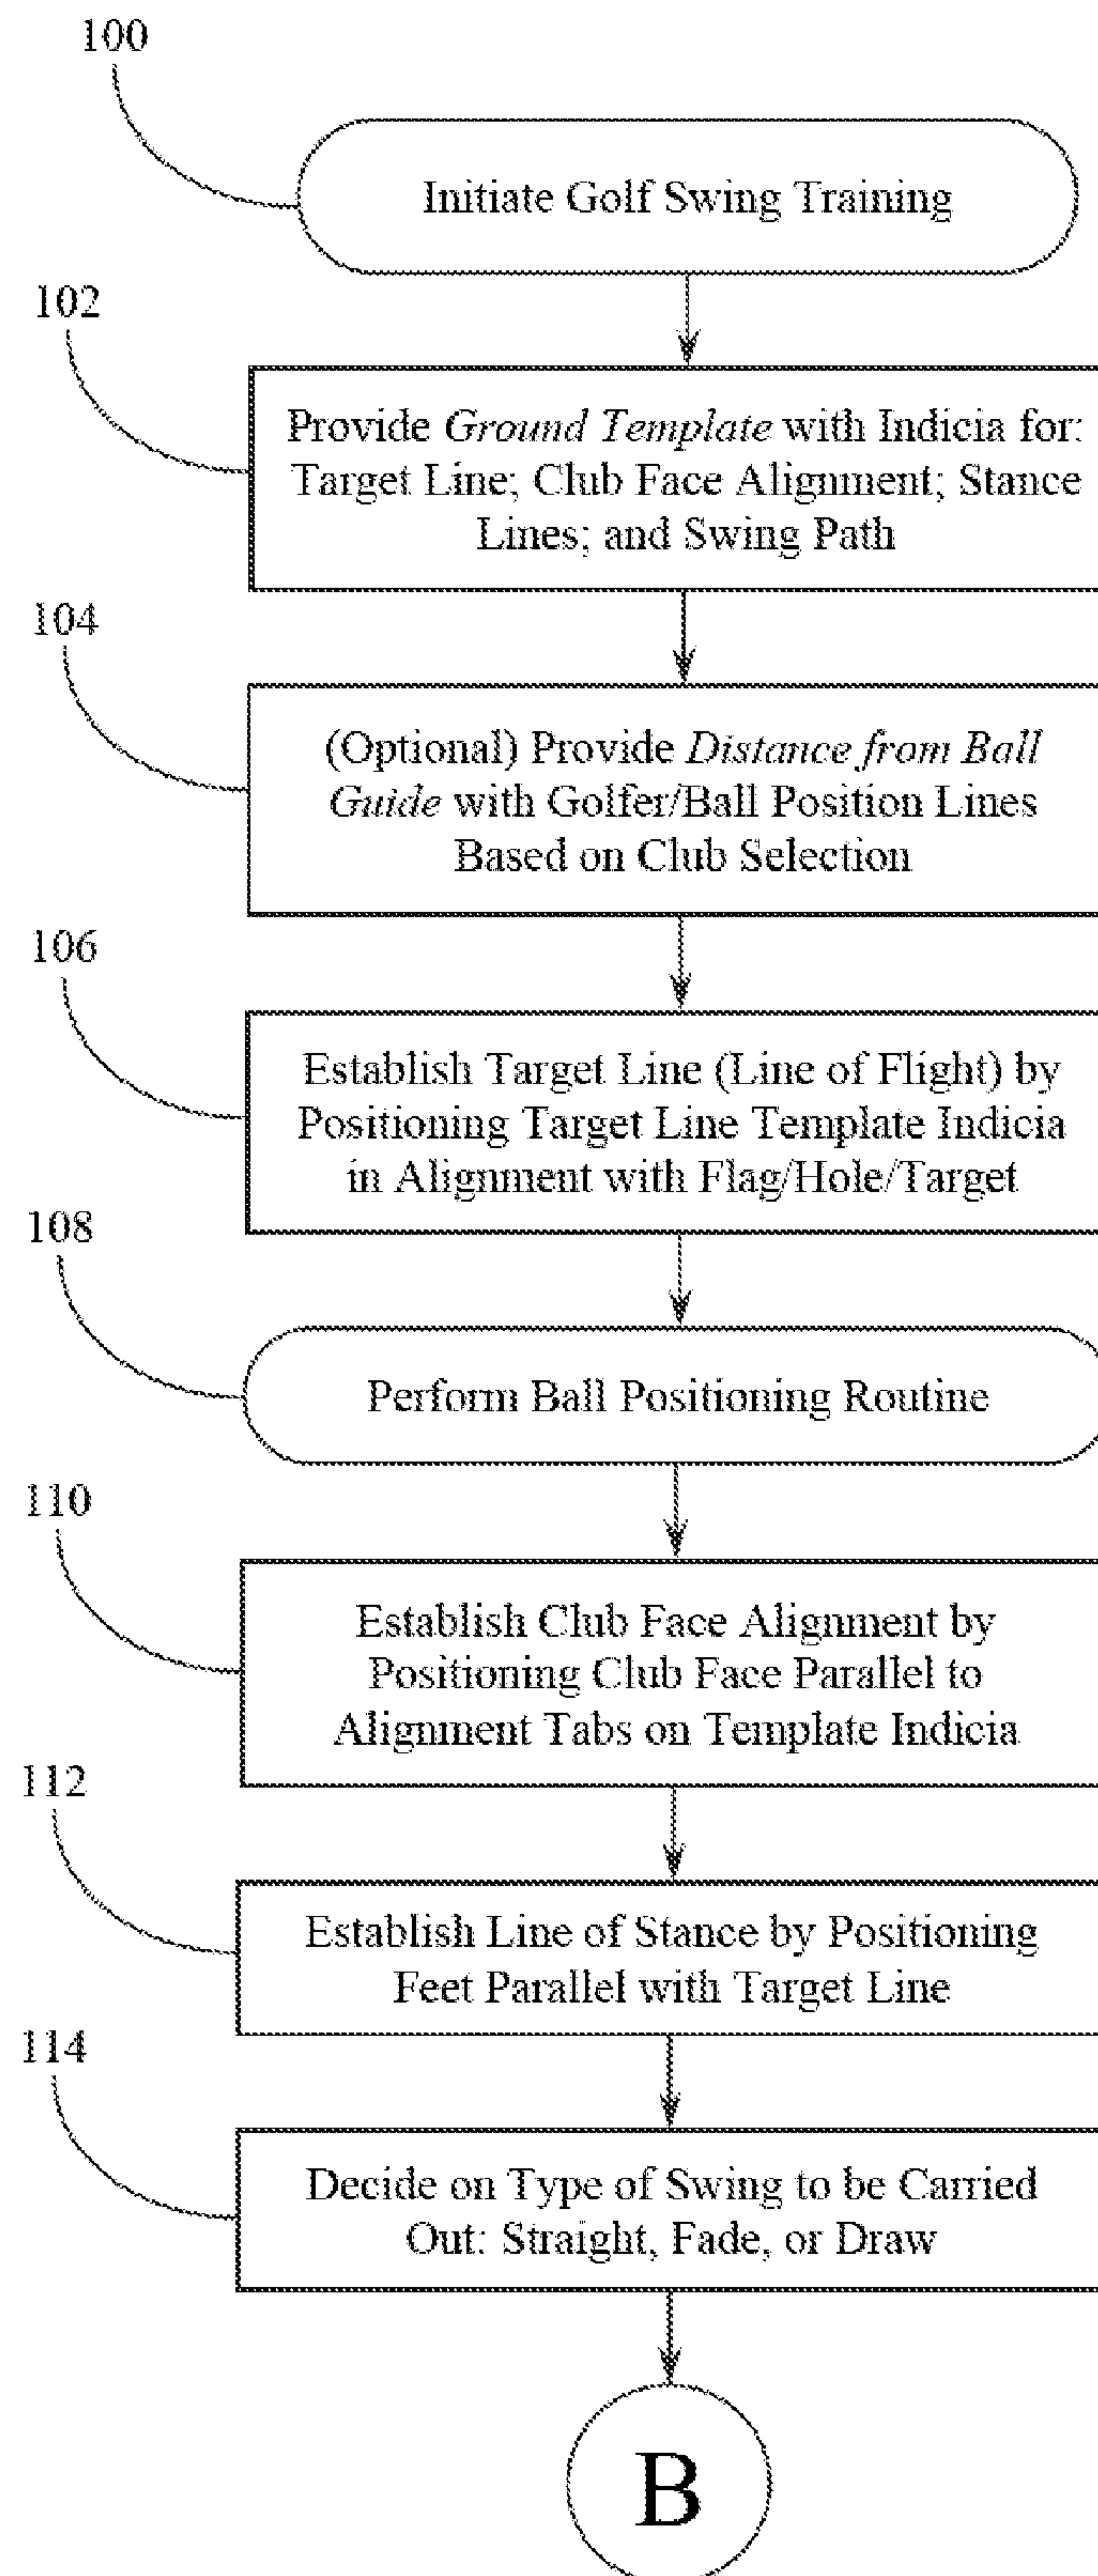 100
Initiate Golf Swing Training
102
Provide Ground Template with Indicia for:
Target Line; Club Face Alignment; Stance
Lines; and Swing Path
104
(Optional) Provide Distance from Ball
Guide with Golfer/Ball Position Lines
Based on Club Selection
106
Establish Target Line (Line of Flight) by
Positioning Target Line Template Indicia
in Alignment with Flag/Hole/Target
108
Perform Ball Positioning Routine
110
Establish Club Face Alignment by
Positioning Club Face Parallel to
Alignment Tabs on Template Indicia
112
Establish Line of Stance by Positioning
Feet Parallel with Target Line
114
Decide on Type of Swing to be Carried
Out: Straight, Fade, or Draw
B